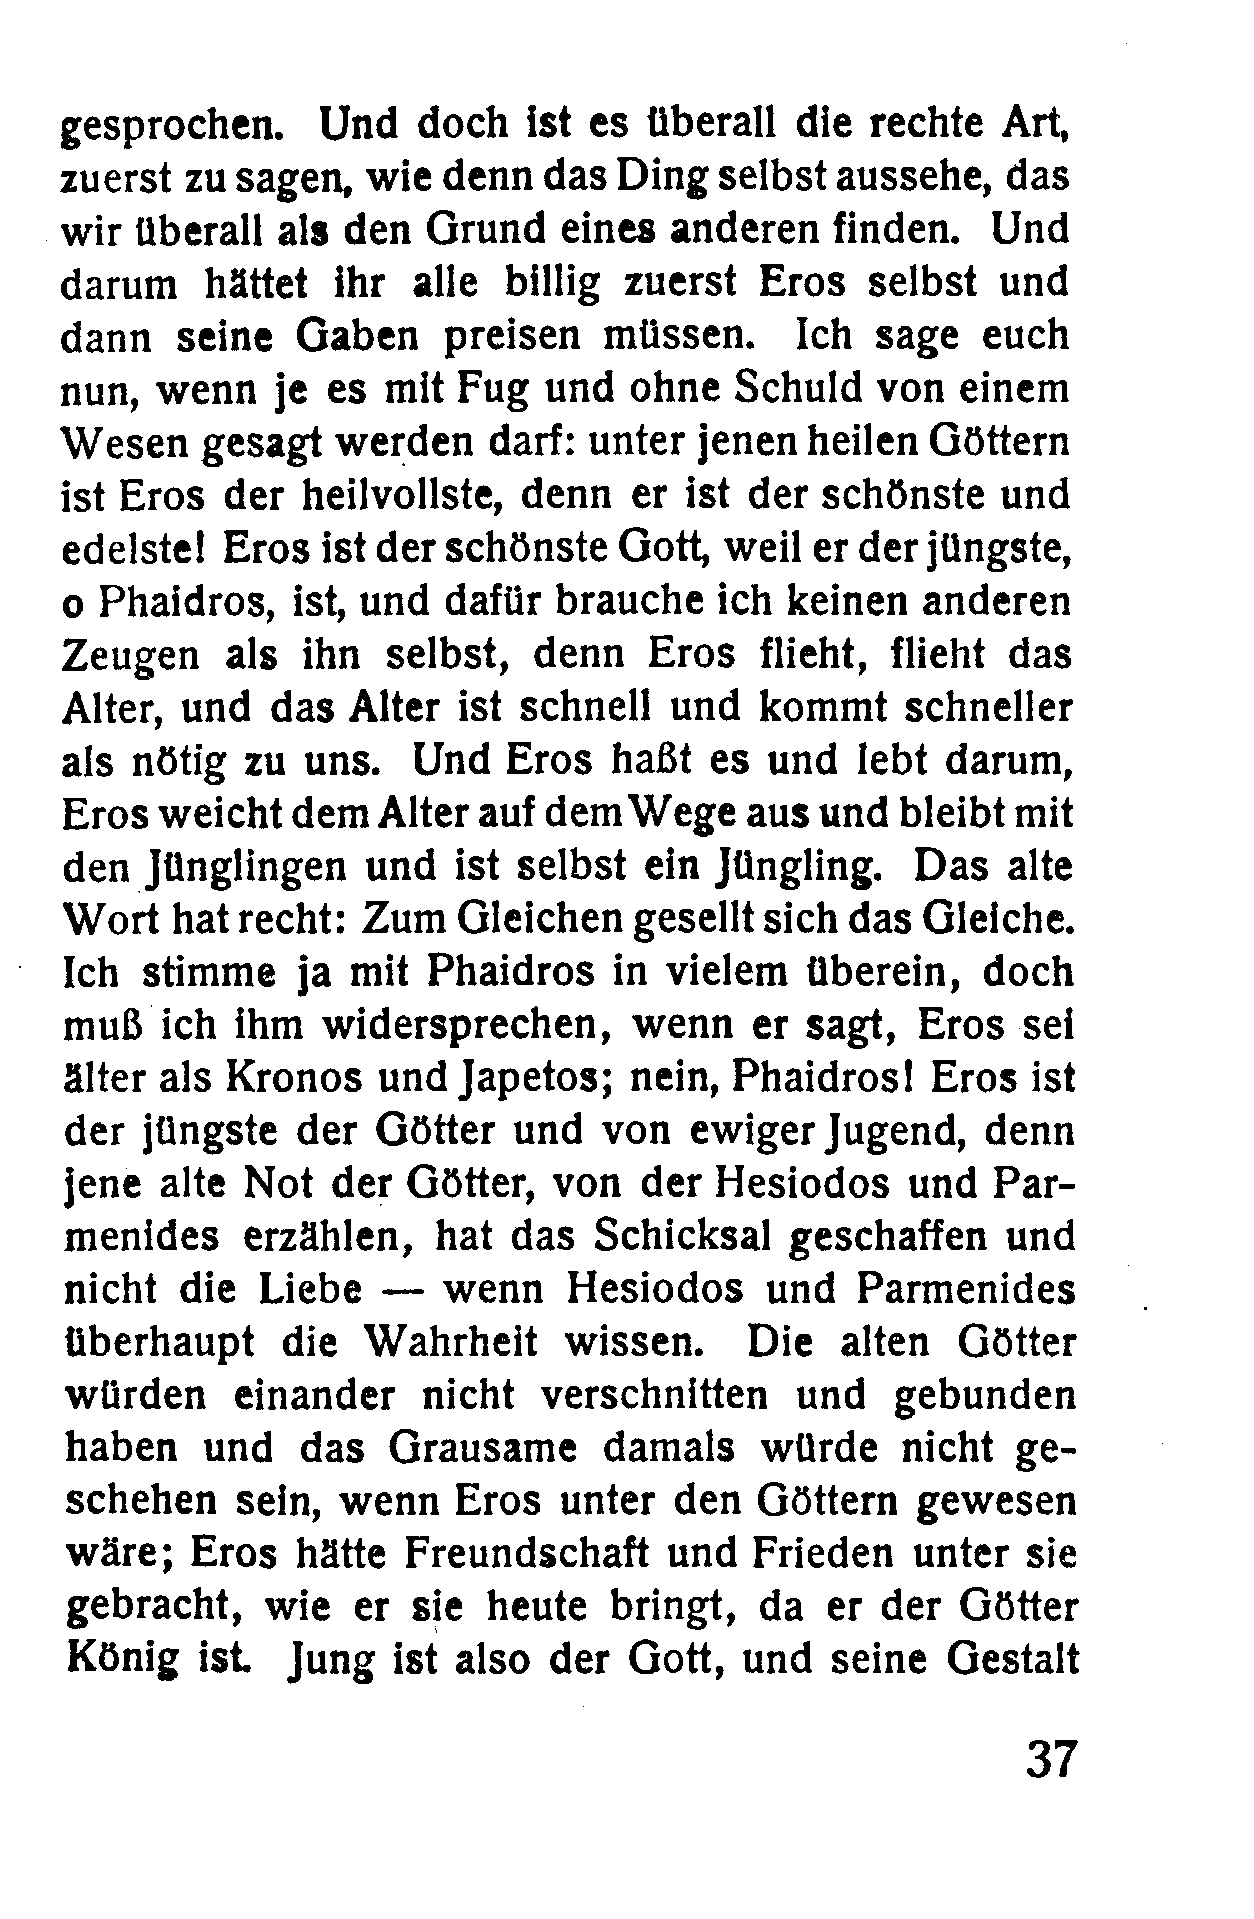 gesprochen. Und doch ist es überall die rechte Art,
zuerst zu sagen, wie denn das Ding selbst aussehe, das
wir überall als den Grund eines anderen finden. Und
darum hättet ihr alle billig zuerst Eros selbst und
dann seine Gaben preisen müssen. Ich sage euch
nun, wenn je es mit Fug und ohne Schuld von einem
Wesen gesagt werden darf: unter jenen heilen Göttern
ist Eros der heilvollste, denn er ist der schönste und
edelste! Eros ist der schönste Gott, weil er der jüngste,
o Phaidros, ist, und dafür brauche ich keinen anderen
Zeugen als ihn selbst, denn Eros flieht, flieht das
Alter, und das Alter ist schnell und kommt schneller
als nötig zu uns. Und Eros haßt es und lebt darum,
Eros weicht dem Alter auf dem Wege aus und bleibt mit
den Jünglingen und ist selbst ein Jüngling. Das alte
Wort hat recht: Zum Gleichen gesellt sich das Gleiche.
Ich stimme ja mit Phaidros in vielem überein, doch
muß ich ihm widersprechen, wenn er sagt, Eros sei
älter als Kronos und Japetos; nein, Phaidros! Eros ist
der jüngste der Götter und von ewiger Jugend, denn
jene alte Not der Götter, von der Hesiodos und Par-
menides erzählen, hat das Schicksal geschaffen und
nicht die Liebe — wenn Hesiodos und Parmenides
überhaupt die Wahrheit wissen. Die alten Götter
würden einander nicht verschnitten und gebunden
haben und das Grausame damals würde nicht ge-
schehen sein, wenn Eros unter den Göttern gewesen
wäre; Eros hätte Freundschaft und Frieden unter sie
gebracht, wie er sie heute bringt, da er der Götter
König ist. Jung ist also der Gott, und seine Gestalt
37